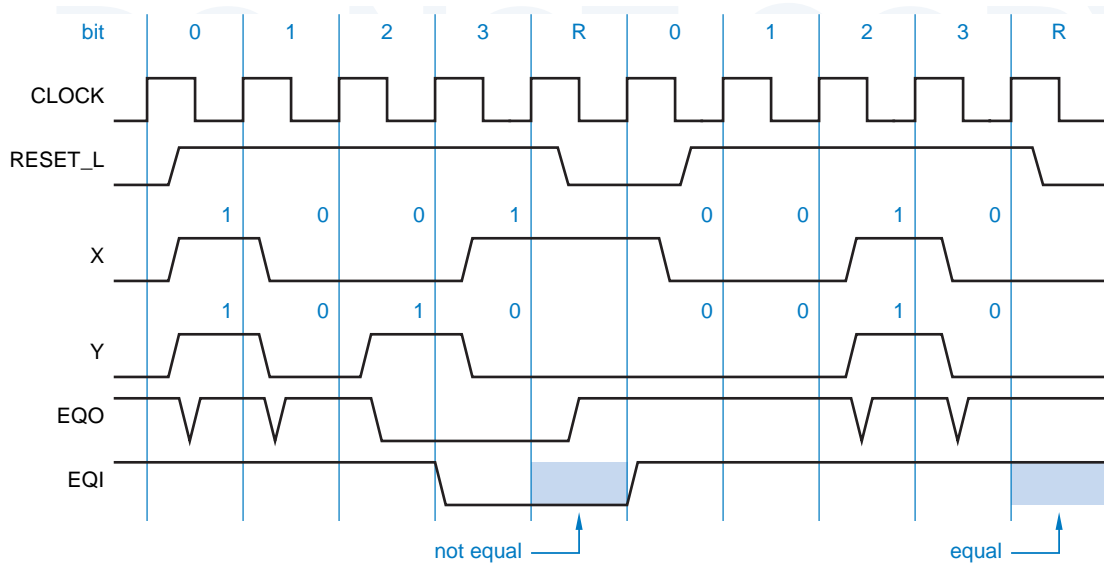 bit 0 1 2 3 R 0 1 2 3 R
CLOCK
RESET_L
1 0 0 1 0 0 1 0
X
1 0 1 0 0 0 1 0
Y
EQO
EQI
not equal equal